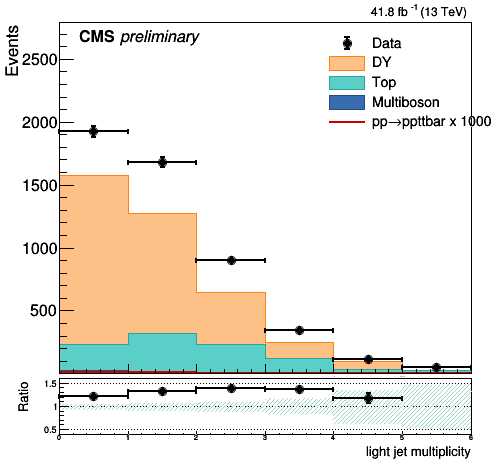 41.8 fb⁻¹ (13 TeV)
CMS preliminary
Events
2500
2000
1500
1000
500
Data
DY
Top
Multiboson
pp→ppttbar x 1000
Ratio
1.5
1
0.5
0 1 2 3 4 5 6
light jet multiplicity